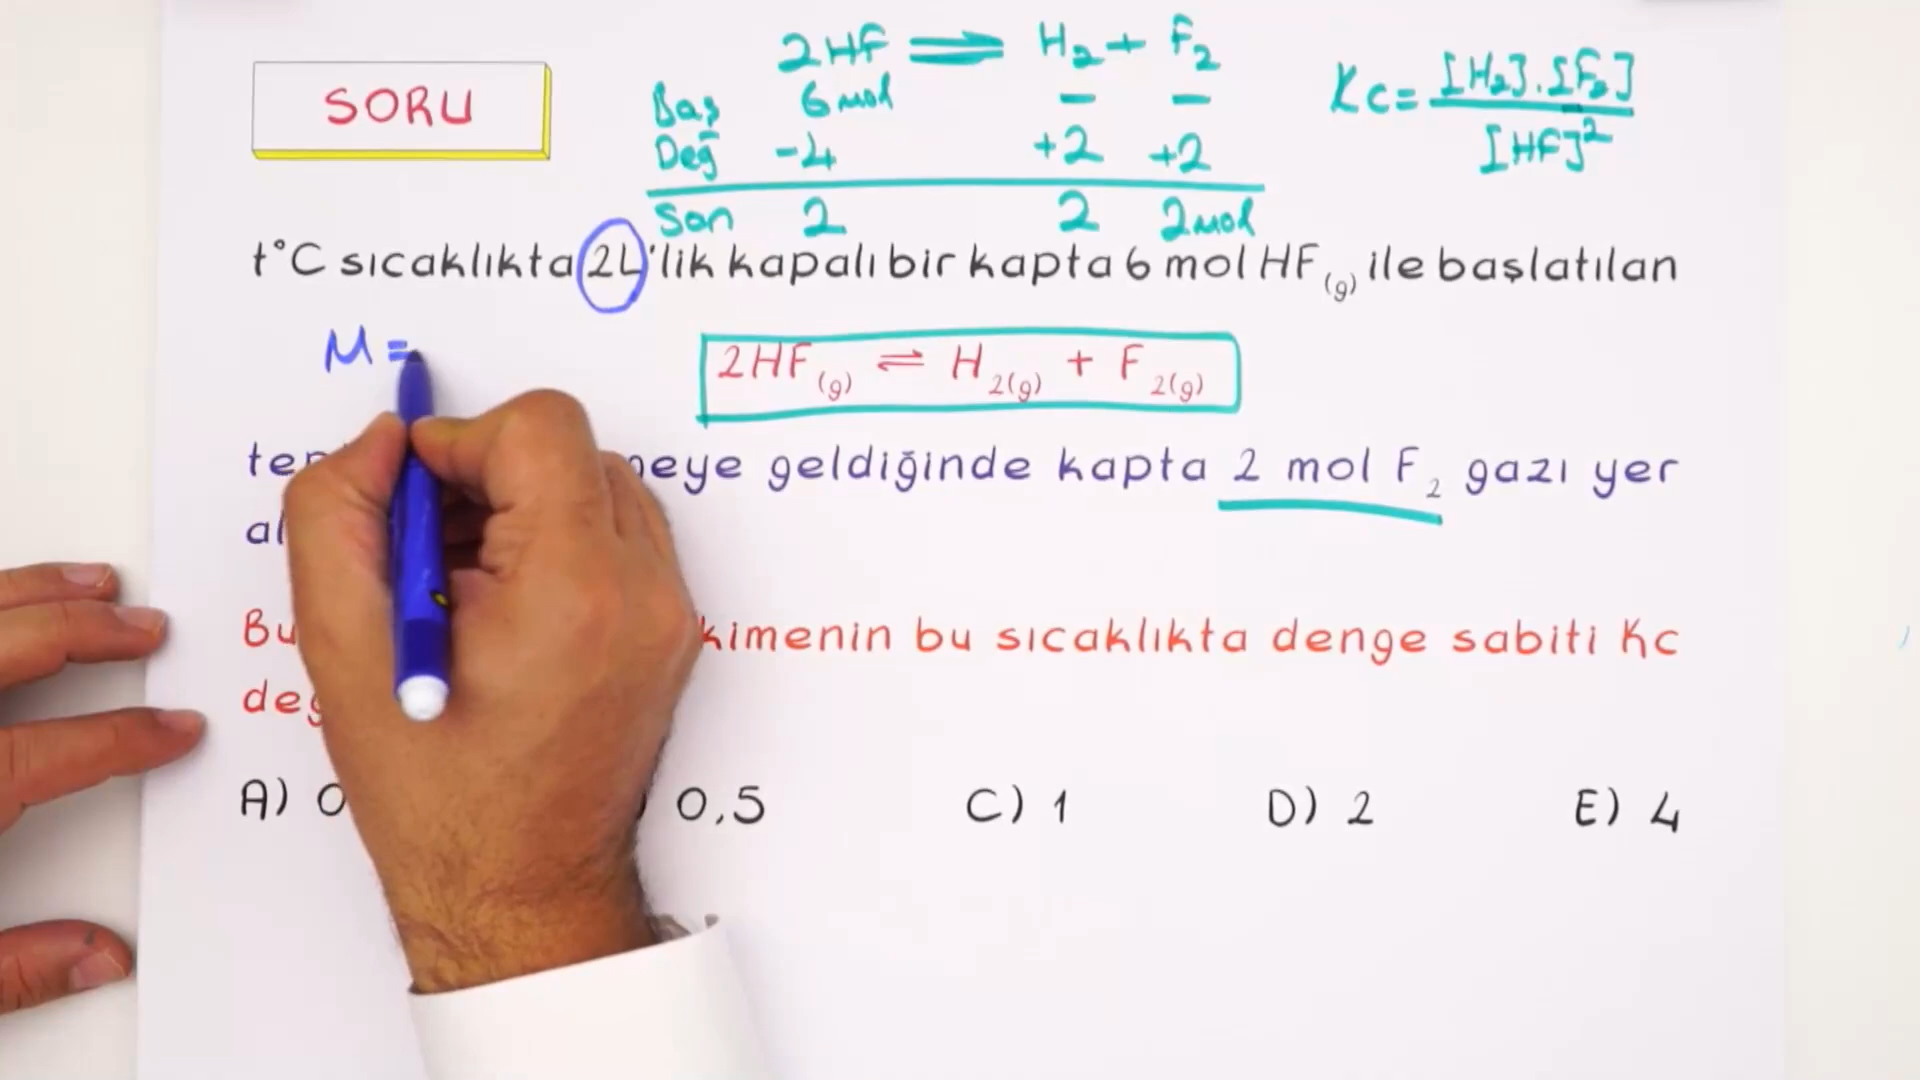 2HF ⇌ H2 + F2
SORU
Baş 6 mol - -
Değ -4 +2 +2
Son 2 2 2 mol
Kc = [H2].[F2] / [HF]²
t°C sıcaklıkta 2L'lik kapalı bir kapta 6 mol HF(g) ile başlatılan
M =
2HF(g) ⇌ H2(g) + F2(g)
geldiğinde kapta 2 mol F2 gazı yer
bu sıcaklıkta denge sabiti Kc
A) 0,5 C) 1 D) 2 E) 4